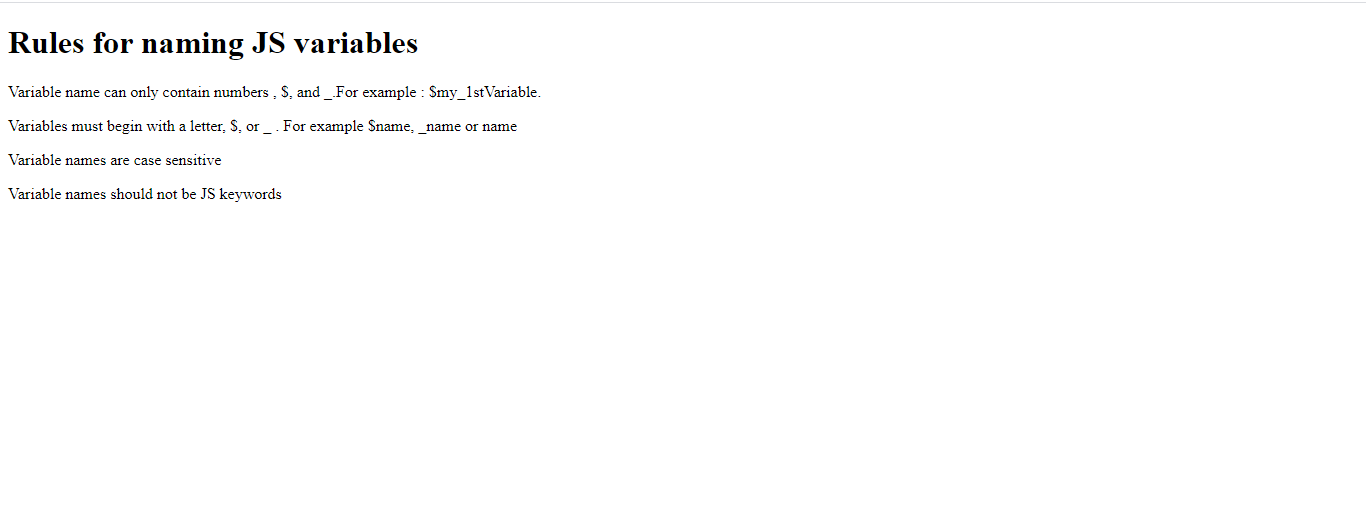 Rules for naming JS variables
Variable name can only contain numbers , $, and _.For example : $my_1stVariable.
Variables must begin with a letter, $, or _ . For example $name, _name or name
Variable names are case sensitive
Variable names should not be JS keywords